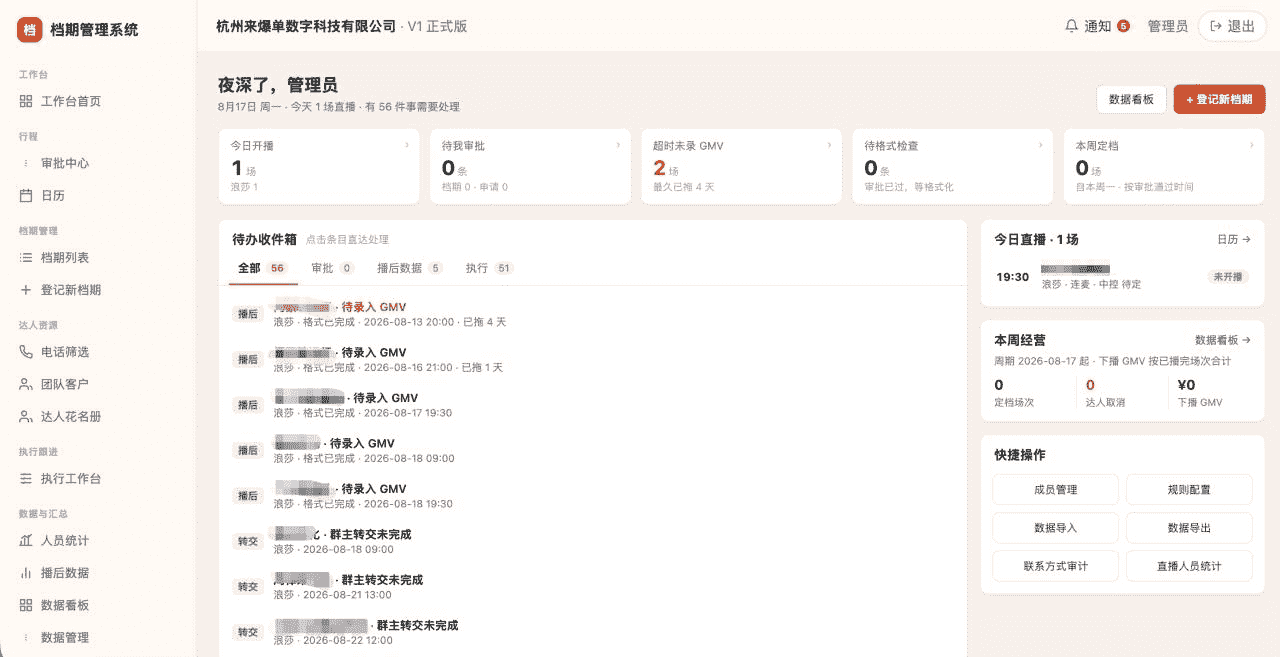 档 档期管理系统
工作台
工作台首页
行程
审批中心
日历
档期管理
档期列表
登记新档期
达人资源
电话筛选
团队客户
达人花名册
执行跟进
执行工作台
数据与汇总
人员统计
播后数据
数据看板
数据管理
杭州来爆单数字科技有限公司 · V1 正式版
通知 5 管理员 退出
夜深了，管理员
8月17日 周一 · 今天 1 场直播 · 有 56 件事需要处理
数据看板 + 登记新档期
今日开播
1 场
浪莎 1
待我审批
0 条
档期 0 · 申请 0
超时未录 GMV
2 场
最久已拖 4 天
待格式检查
0 条
审批已过，等格式化
本周定档
0 场
自本周一 · 按审批通过时间
待办收件箱 点击条目直达处理
全部 56 审批 0 播后数据 5 执行 51
播后 · 待录入 GMV
浪莎 · 格式已完成 · 2026-08-13 20:00 · 已拖 4 天
播后 · 待录入 GMV
浪莎 · 格式已完成 · 2026-08-16 21:00 · 已拖 1 天
播后 · 待录入 GMV
浪莎 · 格式已完成 · 2026-08-17 19:30
播后 · 待录入 GMV
浪莎 · 格式已完成 · 2026-08-18 09:00
播后 · 待录入 GMV
浪莎 · 格式已完成 · 2026-08-18 19:30
转交 · 群主转交未完成
浪莎 · 2026-08-18 09:00
转交 · 群主转交未完成
浪莎 · 2026-08-21 13:00
转交 · 群主转交未完成
浪莎 · 2026-08-22 12:00
今日直播 · 1 场 日历 →
19:30
浪莎 · 连麦 · 中控 待定
未开播
本周经营 数据看板 →
周期 2026-08-17 起 · 下播 GMV 按已播完场次合计
0 0 ¥0
定档场次 达人取消 下播 GMV
快捷操作
成员管理 规则配置
数据导入 数据导出
联系方式审计 直播人员统计